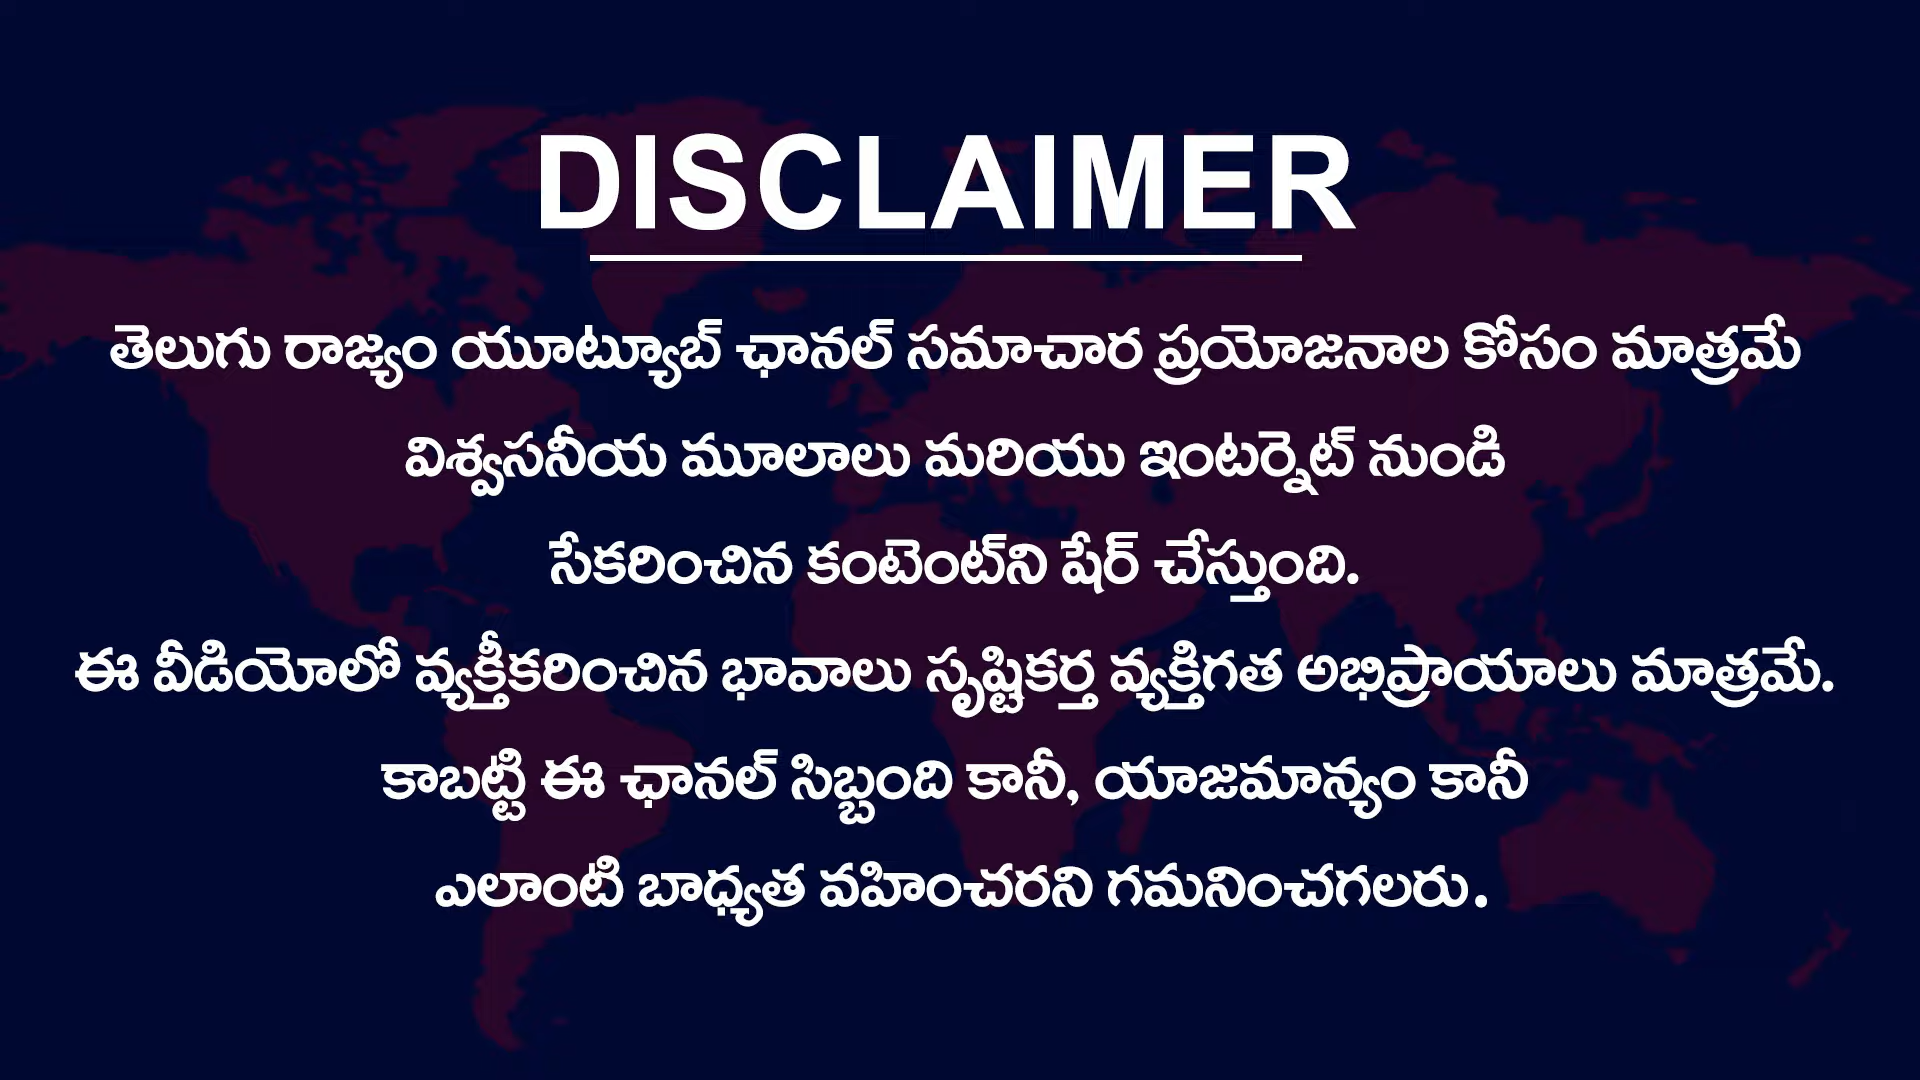 DISCLAIMER
తెలుగు రాజ్యం యూట్యూబ్ ఛానల్ సమాచార ప్రయోజనాల కోసం మాత్రమే
విశ్వసనీయ మూలాలు మరియు ఇంటర్నెట్ నుండి
సేకరించిన కంటెంట్‌ని షేర్ చేస్తుంది.
ఈ వీడియోలో వ్యక్తీకరించిన భావాలు సృష్టికర్త వ్యక్తిగత అభిప్రాయాలు మాత్రమే.
కాబట్టి ఈ ఛానల్ సిబ్బంది కానీ, యాజమాన్యం కానీ
ఎలాంటి బాధ్యత వహించరని గమనించగలరు.